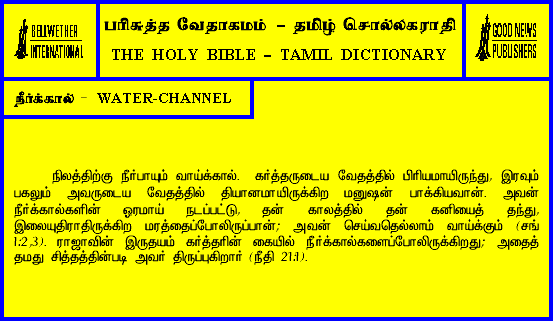 BELLWETHER
INTERNATIONAL
பரிசுத்த வேதாகமம் – தமிழ் சொல்லகராதி
THE HOLY BIBLE – TAMIL DICTIONARY
GOOD NEWS
PUBLISHERS
நீர்க்கால் - WATER-CHANNEL
நிலத்திற்கு நீர்பாயும் வாய்க்கால். கர்த்தருடைய வேதத்தில் பிரியமாயிருந்து, இரவும்
பகலும் அவருடைய வேதத்தில் தியானமாயிருக்கிற மனுஷன் பாக்கியவான். அவன்
நீர்க்கால்களின் ஓரமாய் நடப்பட்டு, தன் காலத்தில் தன் கனியைத் தந்து,
இலையுதிராதிருக்கிற மரத்தைப்போலிருப்பான்; அவன் செய்வதெல்லாம் வாய்க்கும் (சங்
1:2,3). ராஜாவின் இருதயம் கர்த்தரின் கையில் நீர்க்கால்களைப்போலிருக்கிறது; அதைத்
தமது சித்தத்தின்படி அவர் திருப்புகிறார் (நீதி 21:1).